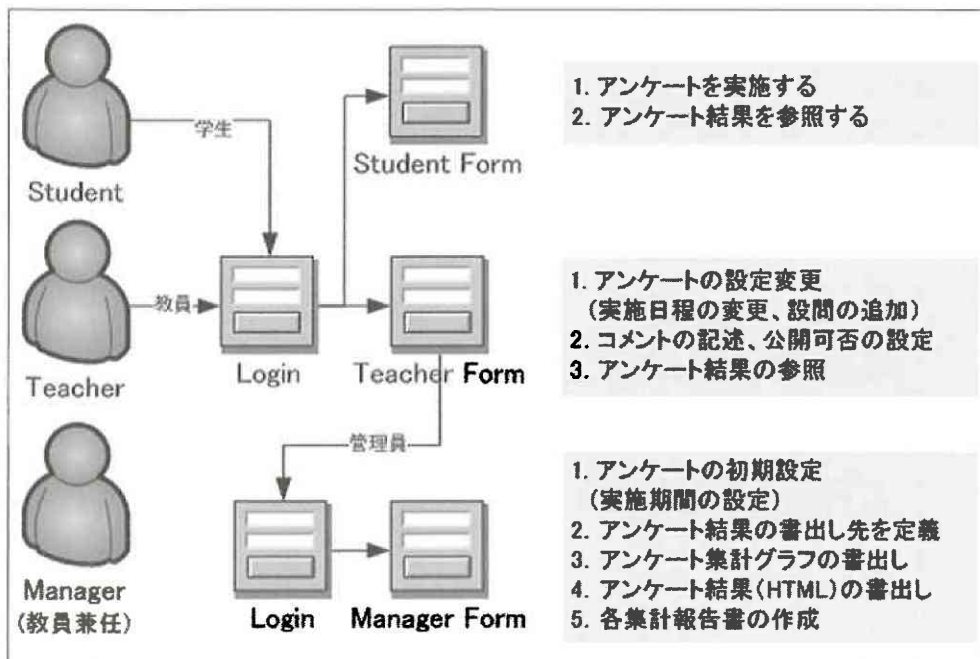 学生
Student
Student Form
1. アンケートを実施する
2. アンケート結果を参照する
教員
Teacher
Login
Teacher Form
1. アンケートの設定変更
(実施日程の変更、設問の追加)
2. コメントの記述、公開可否の設定
3. アンケート結果の参照
管理員
Manager
(教員兼任)
Login
Manager Form
1. アンケートの初期設定
(実施期間の設定)
2. アンケート結果の書出し先を定義
3. アンケート集計グラフの書出し
4. アンケート結果(HTML)の書出し
5. 各集計報告書の作成